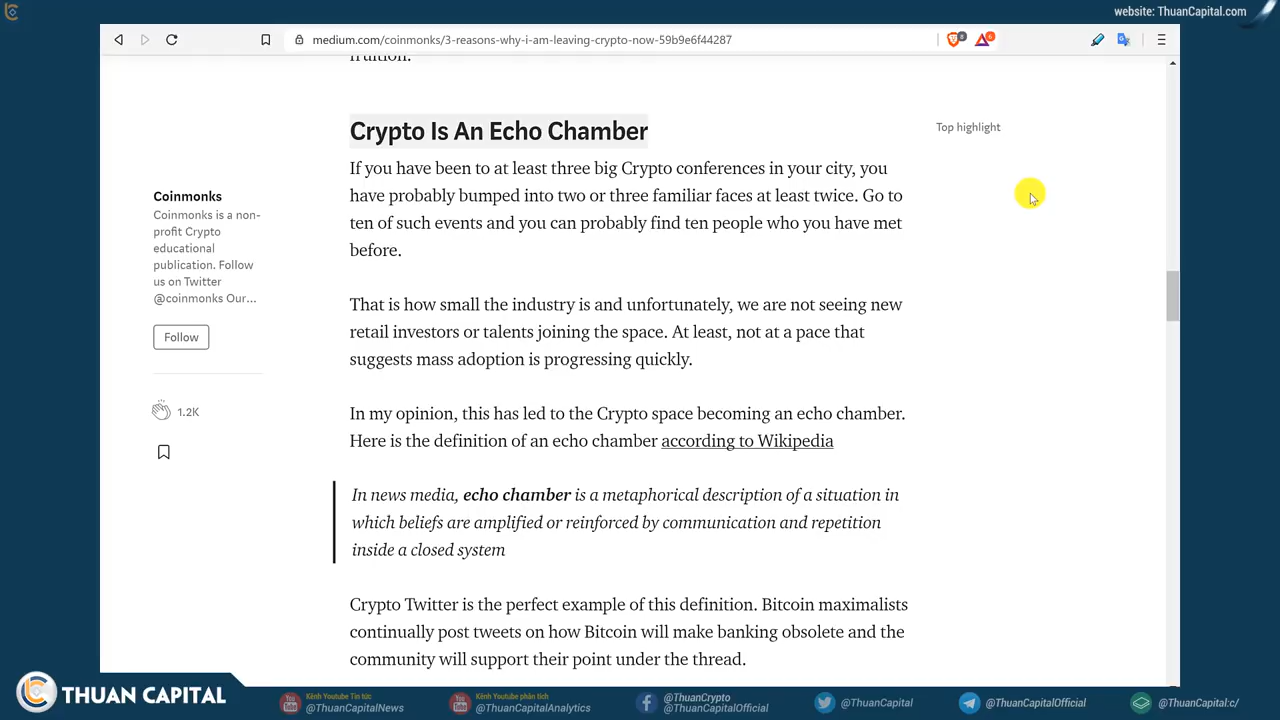 website: ThuanCapital.com
medium.com/coinmonks/3-reasons-why-i-am-leaving-crypto-now-59b9e6f44287
fruition.
Crypto Is An Echo Chamber
Top highlight
If you have been to at least three big Crypto conferences in your city, you
have probably bumped into two or three familiar faces at least twice. Go to
ten of such events and you can probably find ten people who you have met
before.
Coinmonks
Coinmonks is a non-
profit Crypto
educational
publication. Follow
us on Twitter
@coinmonks Our...
Follow
1.2K
That is how small the industry is and unfortunately, we are not seeing new
retail investors or talents joining the space. At least, not at a pace that
suggests mass adoption is progressing quickly.
In my opinion, this has led to the Crypto space becoming an echo chamber.
Here is the definition of an echo chamber according to Wikipedia
In news media, echo chamber is a metaphorical description of a situation in
which beliefs are amplified or reinforced by communication and repetition
inside a closed system
Crypto Twitter is the perfect example of this definition. Bitcoin maximalists
continually post tweets on how Bitcoin will make banking obsolete and the
community will support their point under the thread.
THUAN CAPITAL
Kênh Youtube Tin tức
@ThuanCapitalNews
Kênh Youtube phân tích
@ThuanCapitalAnalytics
@ThuanCrypto
@ThuanCapitalOfficial
@ThuanCapital
@ThuanCapitalOfficial
@ThuanCapital:c/